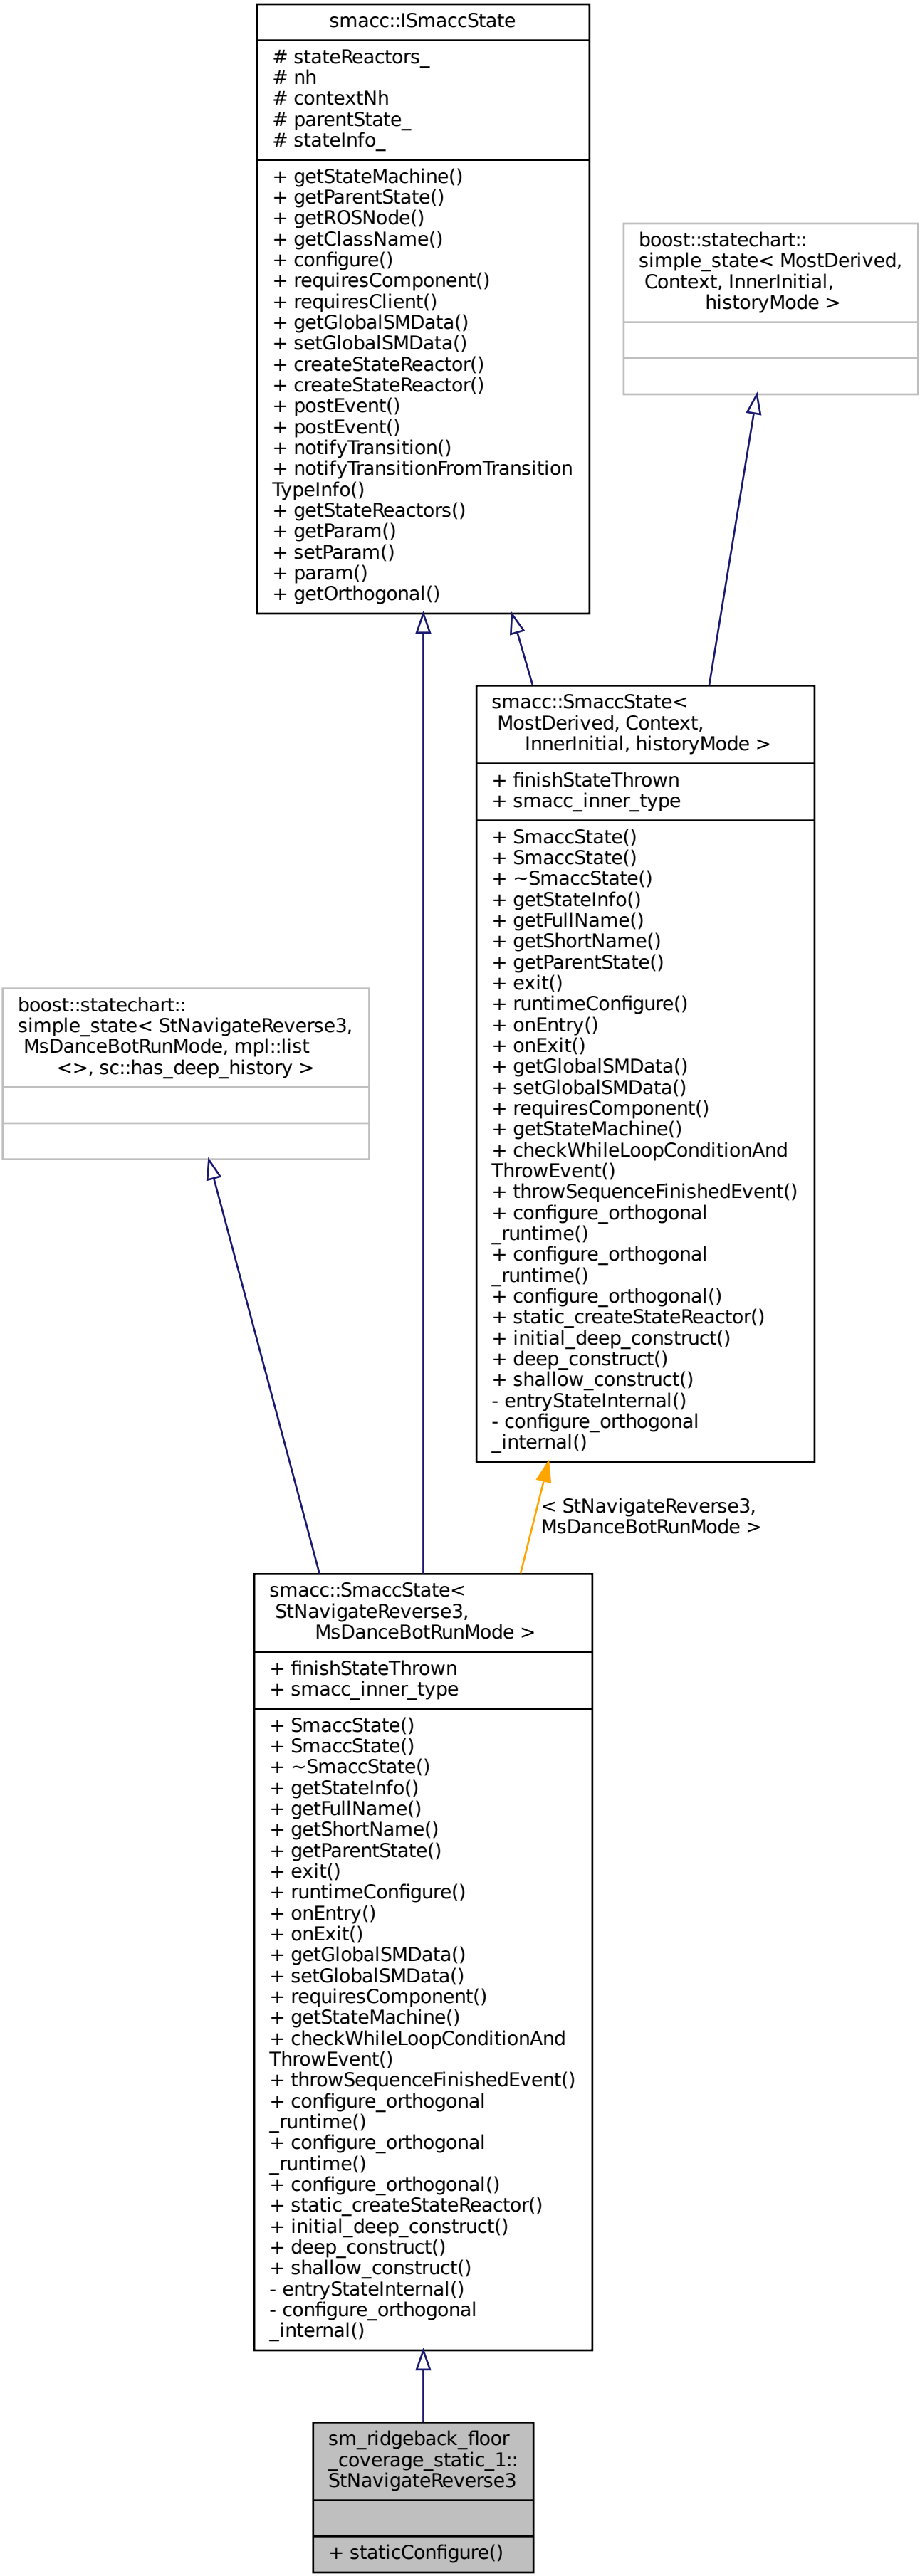 smacc::ISmaccState
# stateReactors_
# nh
# contextNh
# parentState_
# stateInfo_
+ getStateMachine()
+ getParentState()
+ getROSNode()
+ getClassName()
+ configure()
+ requiresComponent()
+ requiresClient()
+ getGlobalSMData()
+ setGlobalSMData()
+ createStateReactor()
+ createStateReactor()
+ postEvent()
+ postEvent()
+ notifyTransition()
+ notifyTransitionFromTransition
TypeInfo()
+ getStateReactors()
+ getParam()
+ setParam()
+ param()
+ getOrthogonal()
boost::statechart::
simple_state< MostDerived,
Context, InnerInitial,
historyMode >
smacc::SmaccState<
MostDerived, Context,
InnerInitial, historyMode >
+ finishStateThrown
+ smacc_inner_type
+ SmaccState()
+ SmaccState()
+ ~SmaccState()
+ getStateInfo()
+ getFullName()
+ getShortName()
+ getParentState()
+ exit()
+ runtimeConfigure()
+ onEntry()
+ onExit()
+ getGlobalSMData()
+ setGlobalSMData()
+ requiresComponent()
+ getStateMachine()
+ checkWhileLoopConditionAnd
ThrowEvent()
+ throwSequenceFinishedEvent()
+ configure_orthogonal
_runtime()
+ configure_orthogonal
_runtime()
+ configure_orthogonal()
+ static_createStateReactor()
+ initial_deep_construct()
+ deep_construct()
+ shallow_construct()
- entryStateInternal()
- configure_orthogonal
_internal()
boost::statechart::
simple_state< StNavigateReverse3,
MsDanceBotRunMode, mpl::list
<>, sc::has_deep_history >
< StNavigateReverse3,
MsDanceBotRunMode >
smacc::SmaccState<
StNavigateReverse3,
MsDanceBotRunMode >
+ finishStateThrown
+ smacc_inner_type
+ SmaccState()
+ SmaccState()
+ ~SmaccState()
+ getStateInfo()
+ getFullName()
+ getShortName()
+ getParentState()
+ exit()
+ runtimeConfigure()
+ onEntry()
+ onExit()
+ getGlobalSMData()
+ setGlobalSMData()
+ requiresComponent()
+ getStateMachine()
+ checkWhileLoopConditionAnd
ThrowEvent()
+ throwSequenceFinishedEvent()
+ configure_orthogonal
_runtime()
+ configure_orthogonal
_runtime()
+ configure_orthogonal()
+ static_createStateReactor()
+ initial_deep_construct()
+ deep_construct()
+ shallow_construct()
- entryStateInternal()
- configure_orthogonal
_internal()
sm_ridgeback_floor
_coverage_static_1::
StNavigateReverse3
+ staticConfigure()